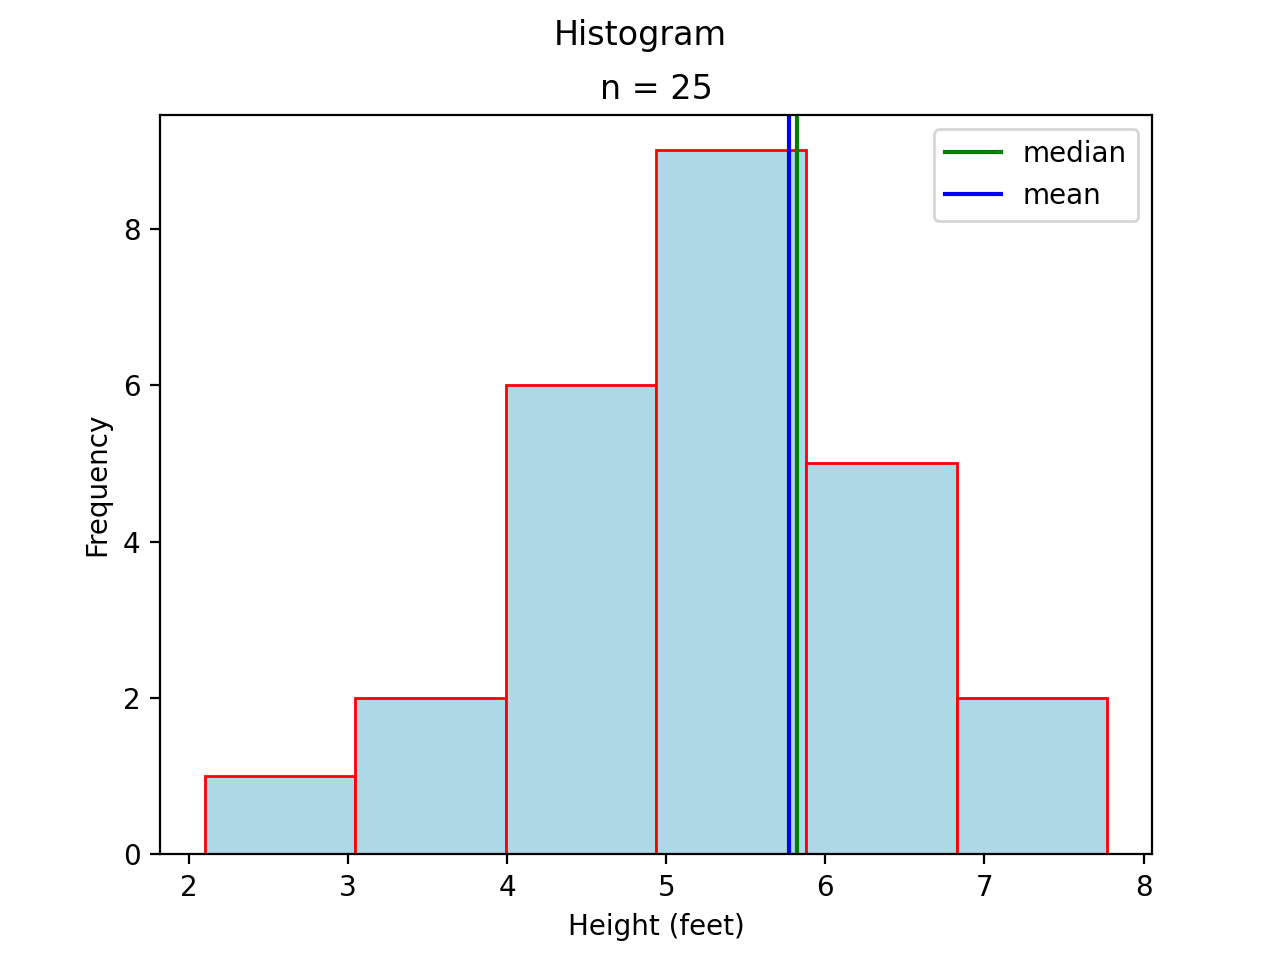 Histogram
n = 25
median
mean
8
6
4
2
0
Frequency
2 3 4 5 6 7 8
Height (feet)